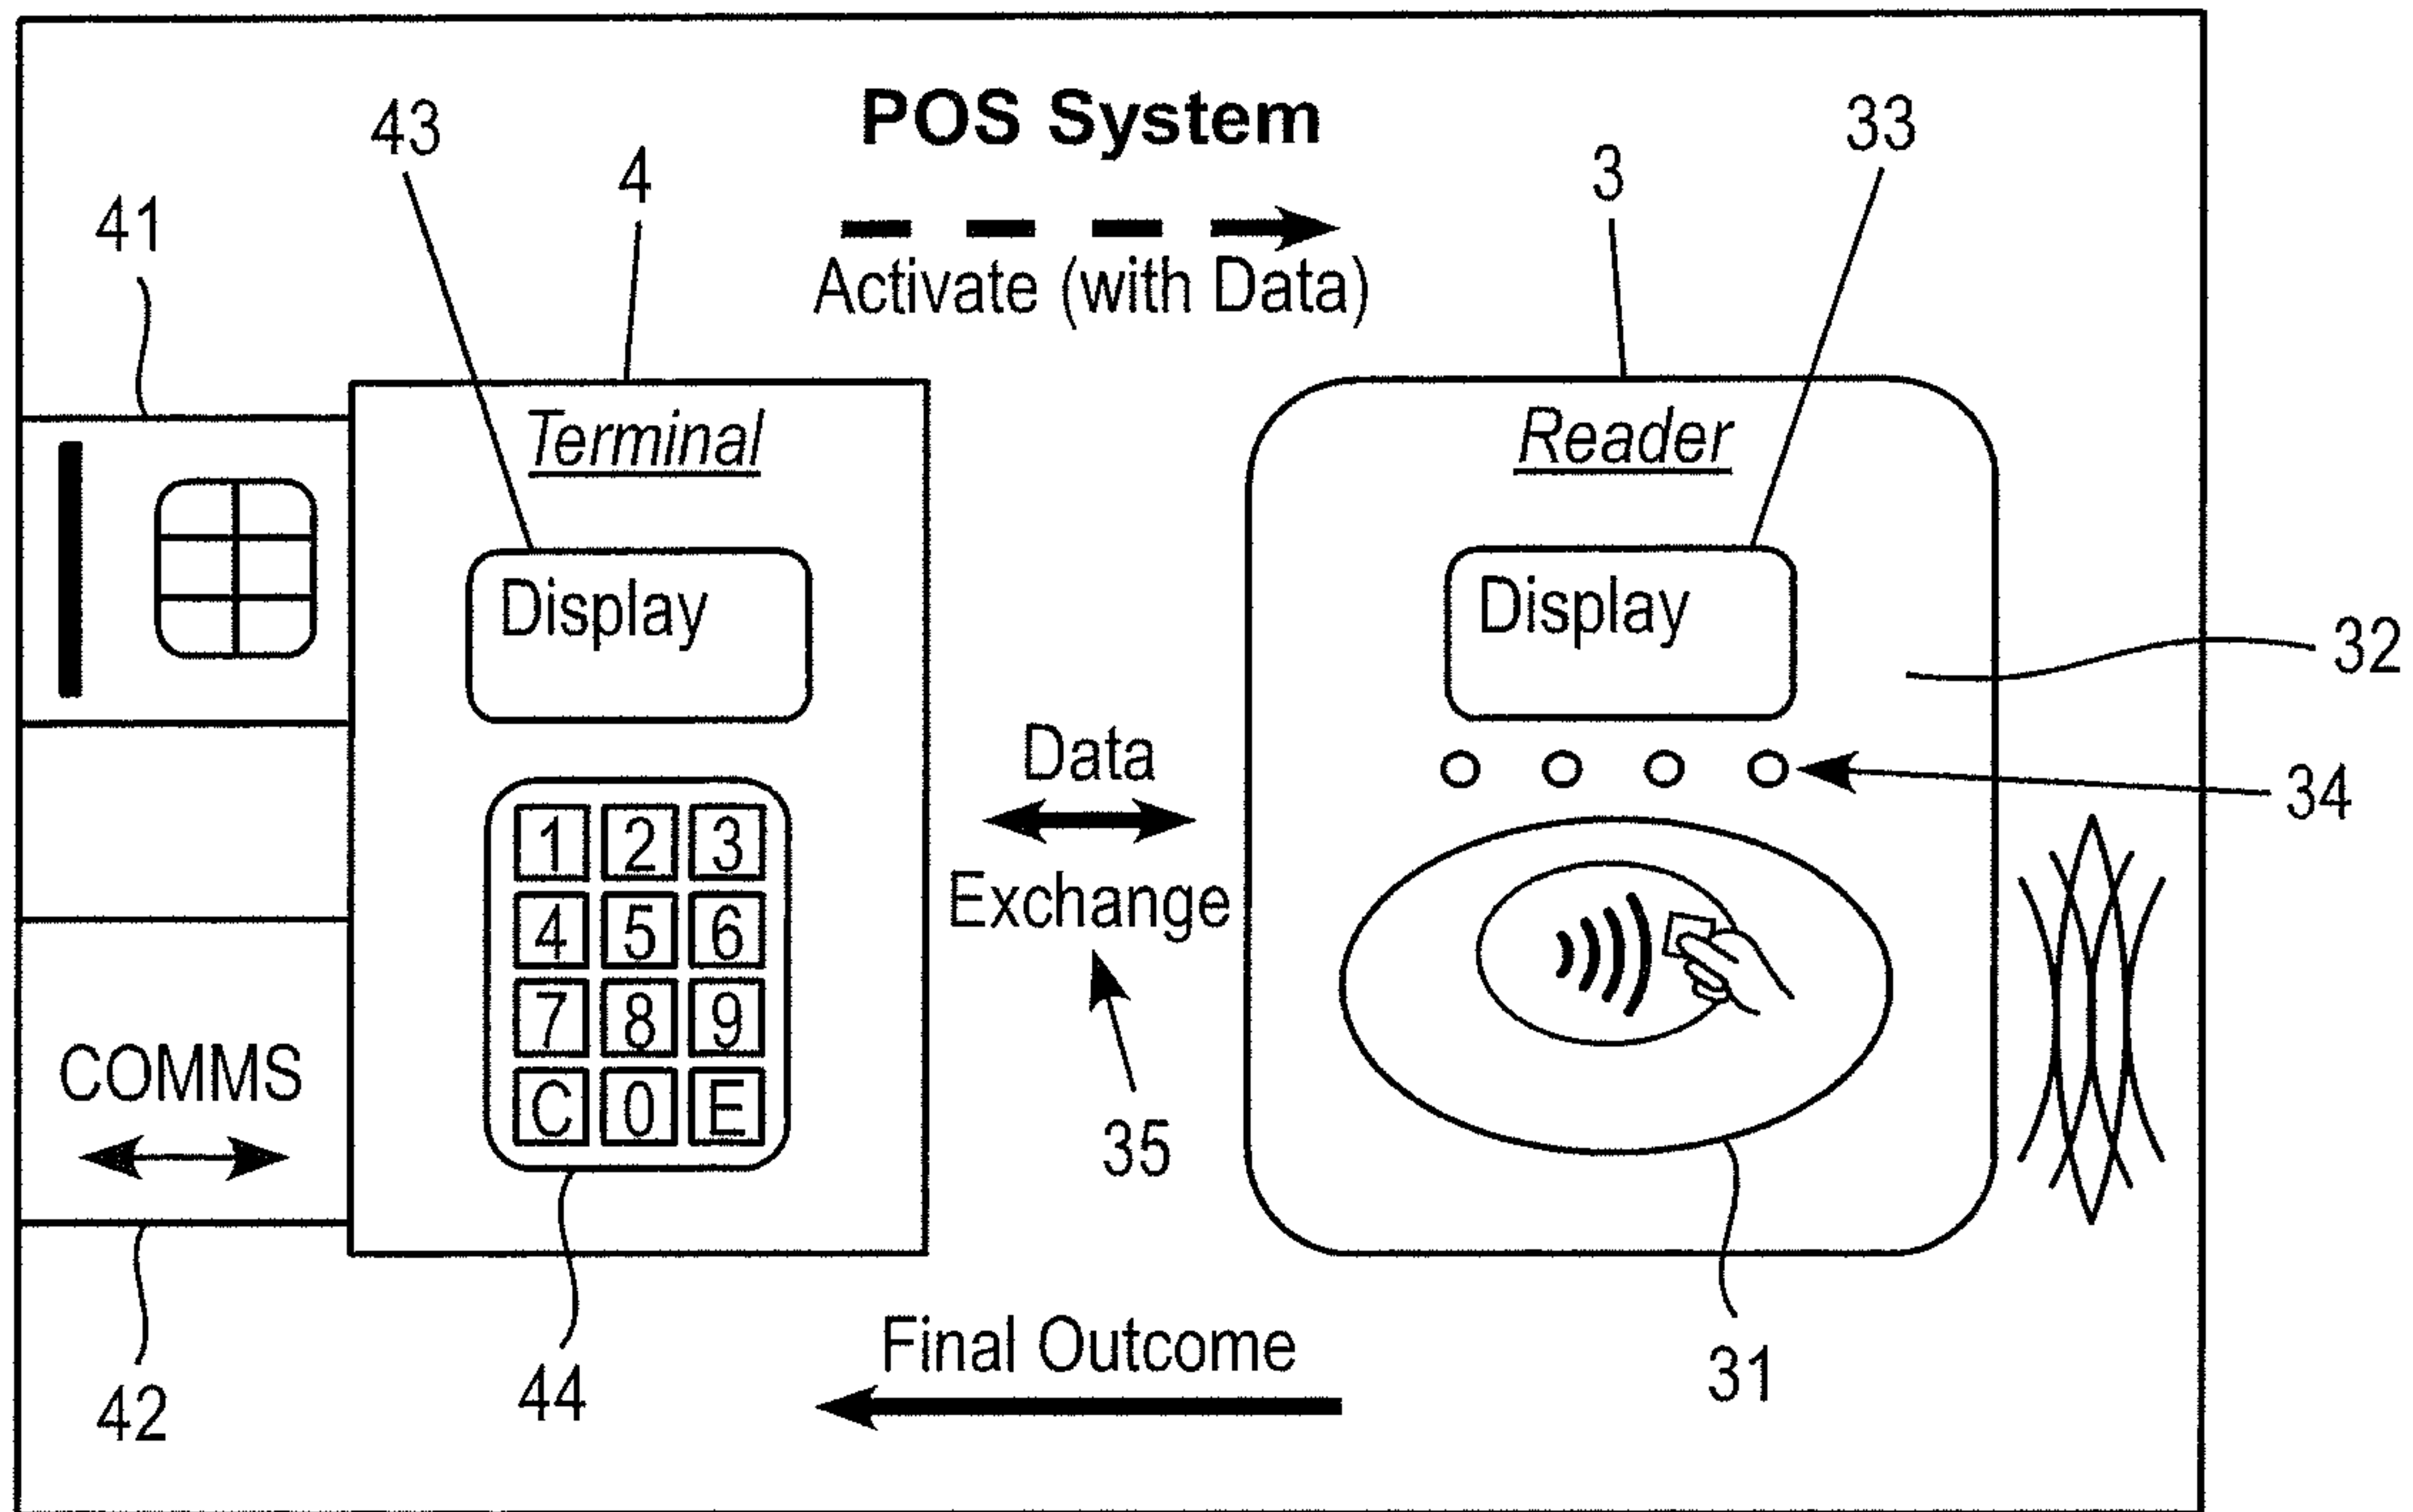 POS System
43
33
4
3
41
Activate (with Data)
Terminal
Reader
Display
Display
32
Data
34
1 2 3
4 5 6
Exchange
7 8 9
COMMS
C 0 E
35
Final Outcome
31
44
42